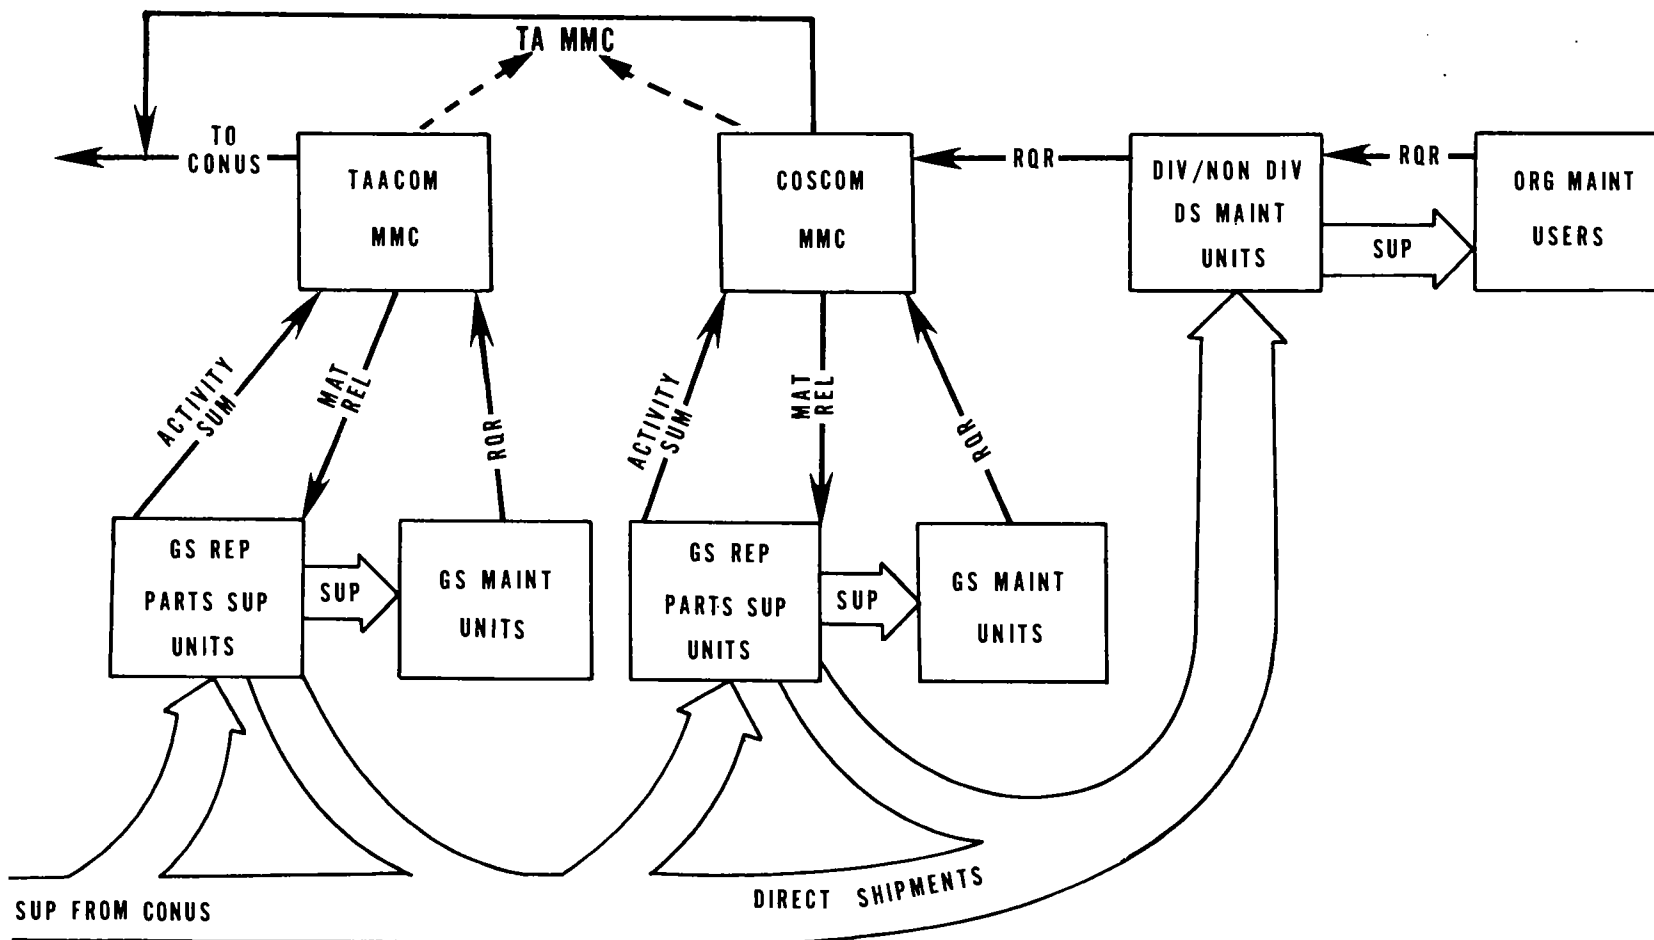 TA MMC
TO
CONUS
TAACOM
MMC
COSCOM
MMC
RQR
DIV/NON DIV
DS MAINT
UNITS
RQR
SUP
ORG MAINT
USERS
ACTIVITY
SUM
MAT
REL
RQR
ACTIVITY
SUM
MAT
REL
RQR
GS REP
PARTS SUP
UNITS
SUP
GS MAINT
UNITS
GS REP
PARTS SUP
UNITS
SUP
GS MAINT
UNITS
DIRECT SHIPMENTS
SUP FROM CONUS